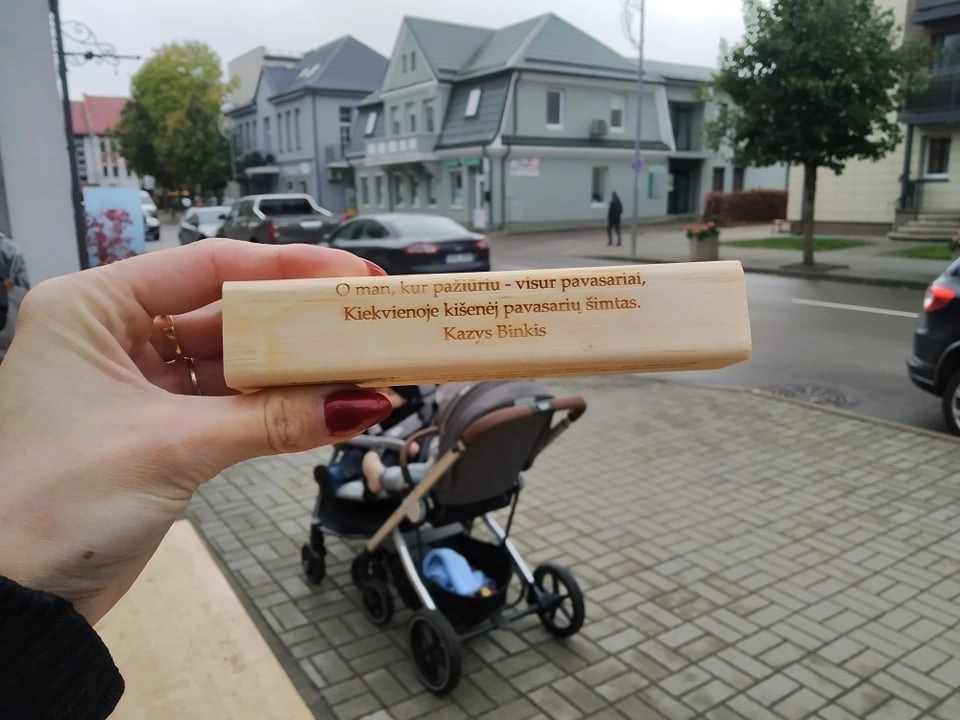 O man, kur pažiūriu - visur pavasariai,
Kiekvienoje kišenėj pavasarių šimtas.
Kazys Binkis